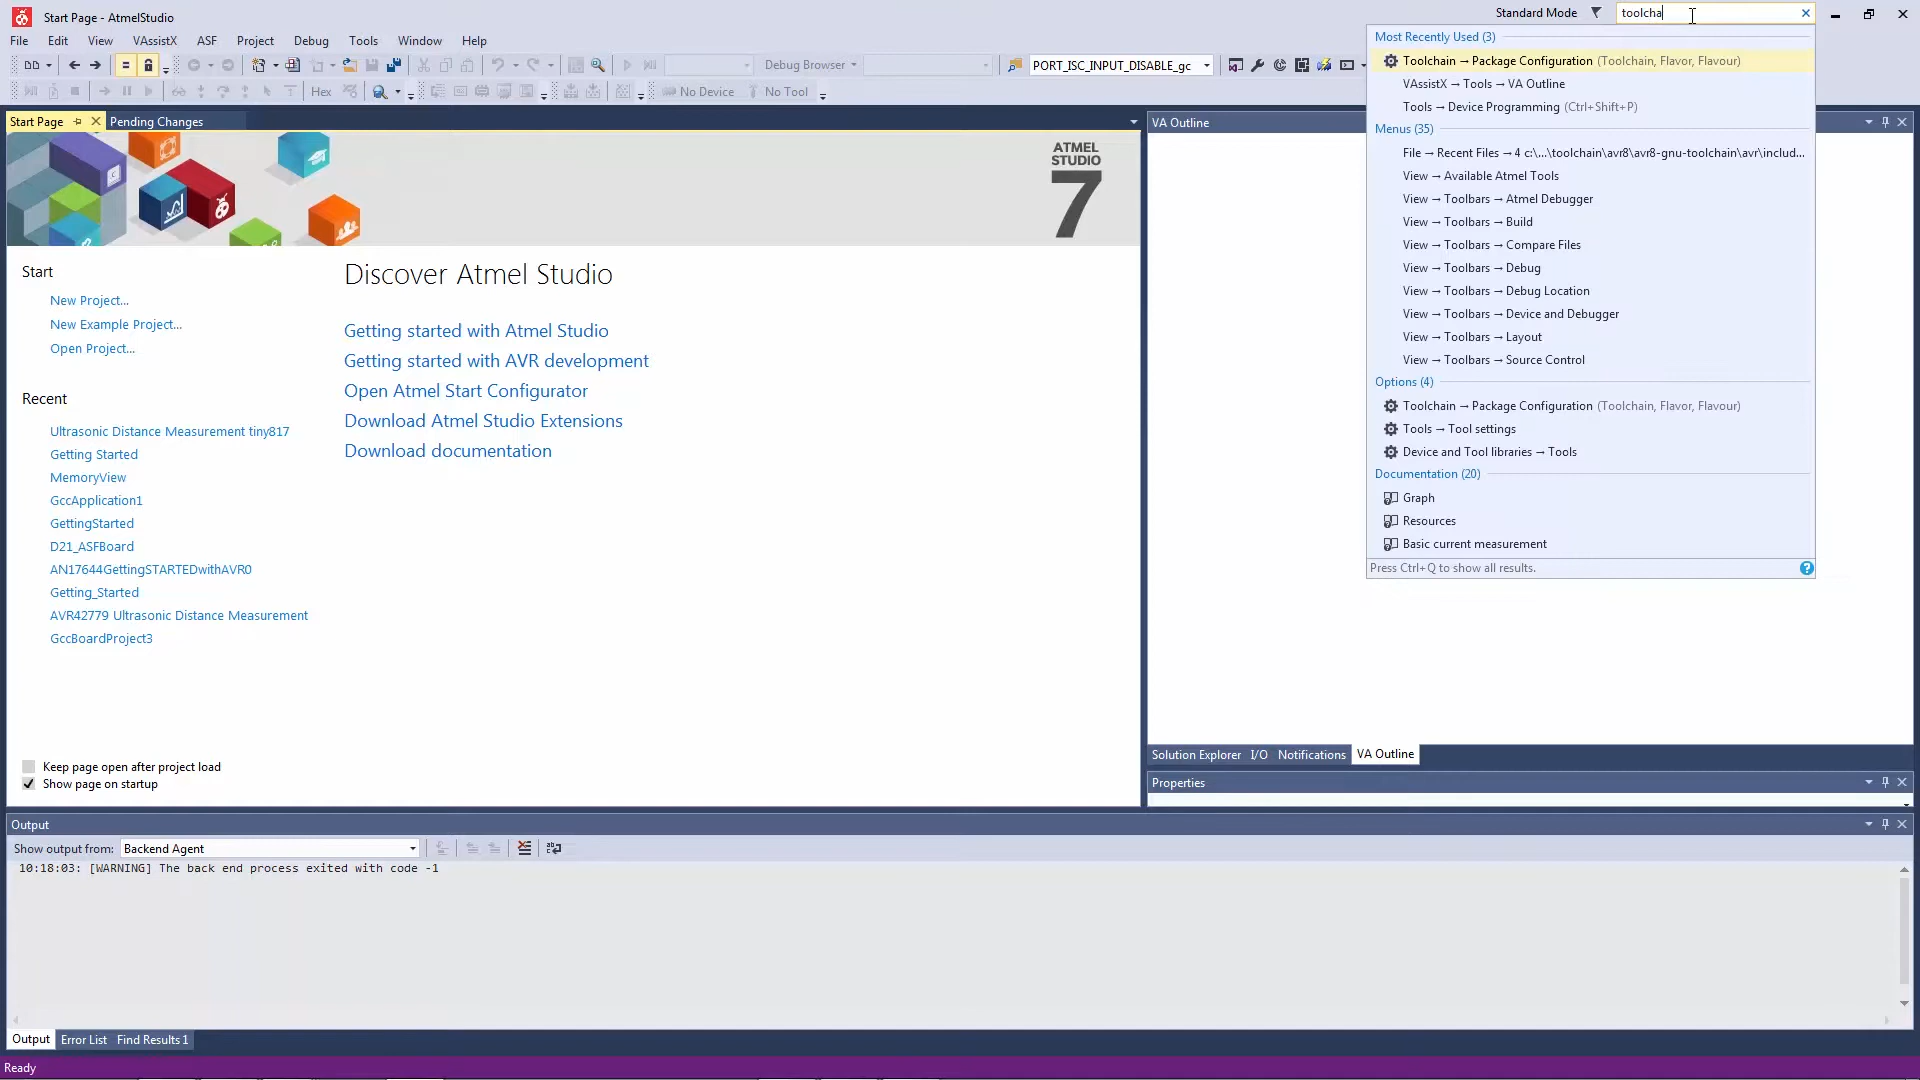 Start Page - AtmelStudio
Standard Mode
toolcha
File Edit View VAssistX ASF Project Debug Tools Window Help
Debug Browser
PORT_ISC_INPUT_DISABLE_gc
Hex
No Device
No Tool
Start Page
Pending Changes
ATMEL
STUDIO
7
Start
New Project...
New Example Project...
Open Project...
Recent
Ultrasonic Distance Measurement tiny817
Getting Started
MemoryView
GccApplication1
GettingStarted
D21_ASFBoard
AN17644GettingSTARTEDwithAVR0
Getting_Started
AVR42779 Ultrasonic Distance Measurement
GccBoardProject3
Keep page open after project load
Show page on startup
Discover Atmel Studio
Getting started with Atmel Studio
Getting started with AVR development
Open Atmel Start Configurator
Download Atmel Studio Extensions
Download documentation
VA Outline
Most Recently Used (3)
Toolchain → Package Configuration (Toolchain, Flavor, Flavour)
VAssistX → Tools → VA Outline
Tools → Device Programming (Ctrl+Shift+P)
Menus (35)
File → Recent Files → 4 c:\...\toolchain\avr8\avr8-gnu-toolchain\avr\includ...
View → Available Atmel Tools
View → Toolbars → Atmel Debugger
View → Toolbars → Build
View → Toolbars → Compare Files
View → Toolbars → Debug
View → Toolbars → Debug Location
View → Toolbars → Device and Debugger
View → Toolbars → Layout
View → Toolbars → Source Control
Options (4)
Toolchain → Package Configuration (Toolchain, Flavor, Flavour)
Tools → Tool settings
Device and Tool libraries → Tools
Documentation (20)
Graph
Resources
Basic current measurement
Press Ctrl+Q to show all results.
Solution Explorer I/O Notifications VA Outline
Properties
Output
Show output from: Backend Agent
10:18:03: [WARNING] The back end process exited with code -1
Output Error List Find Results 1
Ready